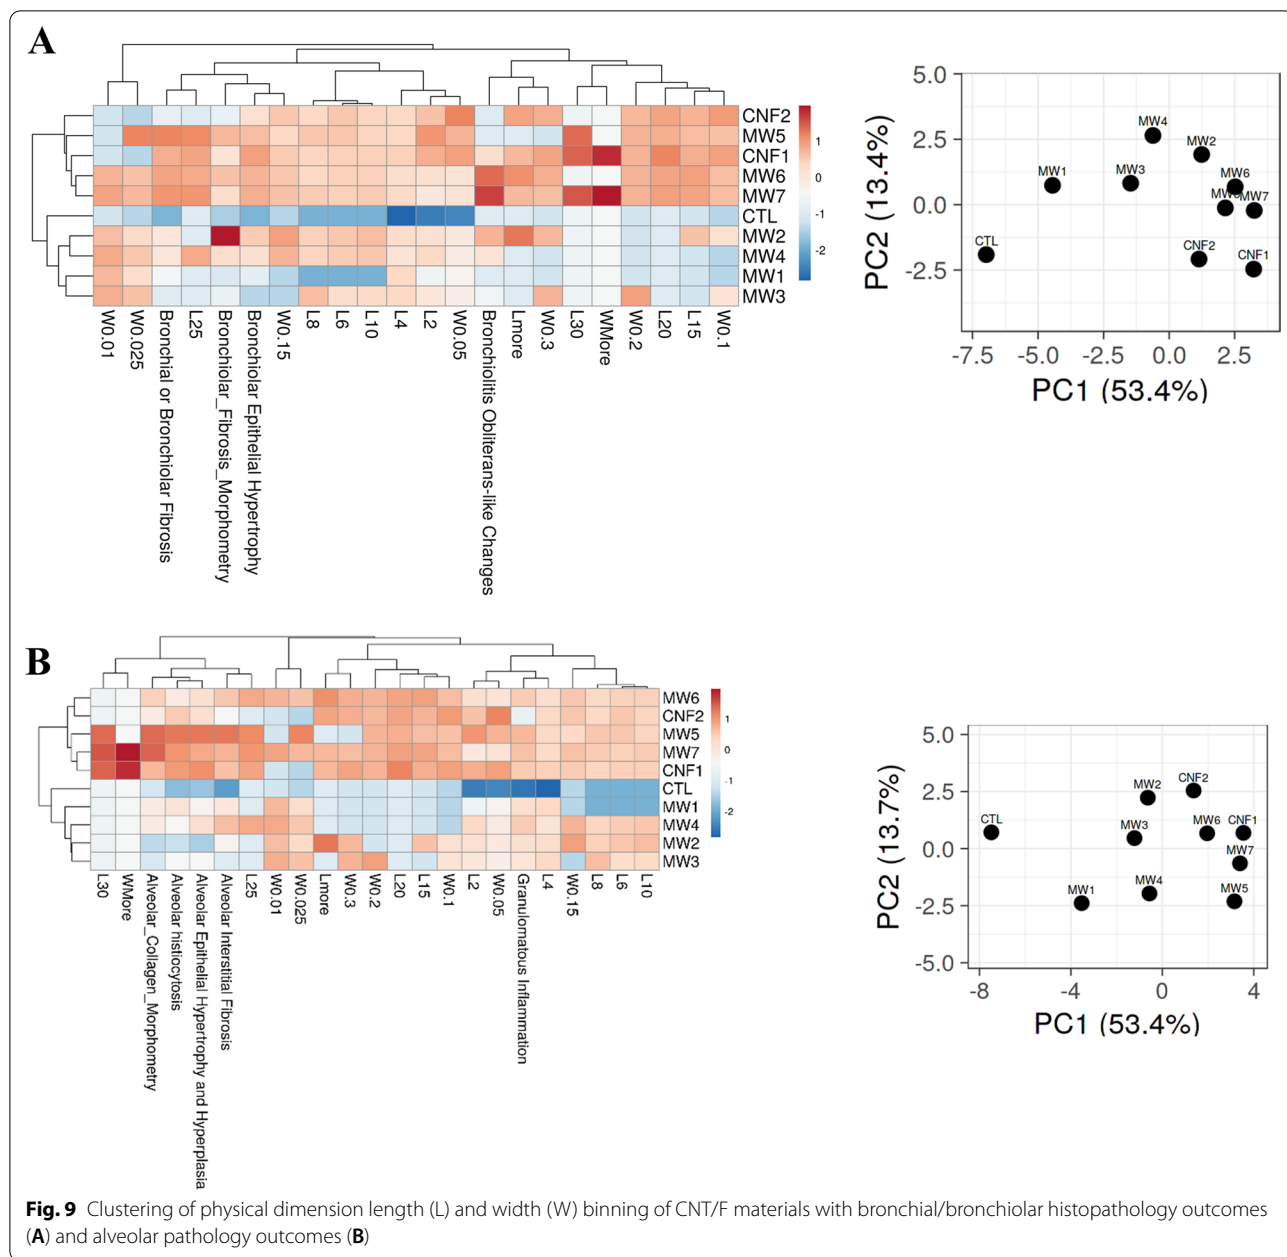 A
CNF2
MW5
CNF1
MW6
MW7
CTL
MW2
MW4
MW1
MW3
1
0
-1
-2
W0.01
W0.025
Bronchial or Bronchiolar Fibrosis
L25
Bronchiolar_Fibrosis_Morphometry
Bronchiolar Epithelial Hypertrophy
W0.15
L8
L6
L10
L4
L2
W0.05
Bronchiolitis Obliterans-like Changes
Lmore
W0.3
L30
WMore
W0.2
L20
L15
W0.1
PC2 (13.4%)
5.0
2.5
0.0
-2.5
MW4
MW2
MW1
MW3
MW6
MW7
CTL
CNF2
CNF1
-7.5 -5.0 -2.5 0.0 2.5
PC1 (53.4%)
B
MW6
CNF2
MW5
MW7
CNF1
CTL
MW1
MW4
MW2
MW3
1
0
-1
-2
L30
WMore
Alveolar_Collagen_Morphometry
Alveolar histiocytosis
Alveolar Epithelial Hypertrophy and Hyperplasia
Alveolar Interstitial Fibrosis
L25
W0.01
W0.025
Lmore
W0.3
W0.2
L20
L15
W0.1
L2
W0.05
Granulomatous Inflammation
L4
W0.15
L8
L6
L10
PC2 (13.7%)
5.0
2.5
0.0
-2.5
-5.0
CNF2
MW2
CTL
MW3
MW6
CNF1
MW7
MW4
MW1
MW5
-8 -4 0 4
PC1 (53.4%)
Fig. 9 Clustering of physical dimension length (L) and width (W) binning of CNT/F materials with bronchial/bronchiolar histopathology outcomes
(A) and alveolar pathology outcomes (B)